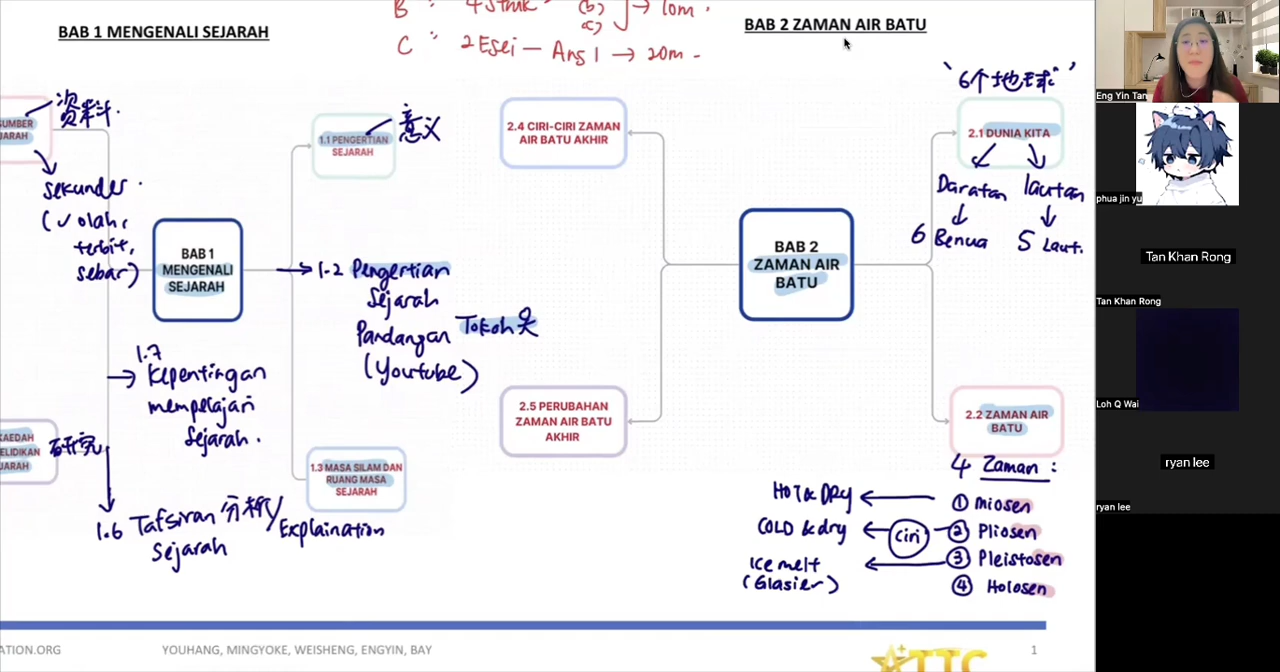 B : 4 Struk (b)
(c) → 10m.
C : 2 Esei — Ans 1 → 20m -
BAB 1 MENGENALI SEJARAH
SUMBER
JARAH
资料.
sekunder.
(✓ olah,
terbit,
sebar)
1.1 PENGERTIAN
SEJARAH
意义
BAB 1
MENGENALI
SEJARAH
1.2 Pengertian
Sejarah
Pandangan Tokoh
(Youtube)
1.7
Kepentingan
mempelajari
Sejarah.
KAEDAH
ELIDIKAN
JARAH
研究
1.6 Tafsiran 分析/Explaination
Sejarah
1.3 MASA SILAM DAN
RUANG MASA
SEJARAH
BAB 2 ZAMAN AIR BATU
2.4 CIRI-CIRI ZAMAN
AIR BATU AKHIR
2.5 PERUBAHAN
ZAMAN AIR BATU
AKHIR
BAB 2
ZAMAN AIR
BATU
"6个地球"
2.1 DUNIA KITA
Daratan lautan
6 Benua 5 Laut.
2.2 ZAMAN AIR
BATU
4 Zaman :
① Miosen
② Pliosen
③ Pleistosen
④ Holosen
ciri
HOT & DRY
COLD & dry
Ice melt
(Glasier)
ATION.ORG
YOUHANG, MINGYOKE, WEISHENG, ENGYIN, BAY
1
TTC
Eng Yin Tan
phua jin yu
Tan Khan Rong
Tan Khan Rong
Loh Q Wai
ryan lee
ryan lee